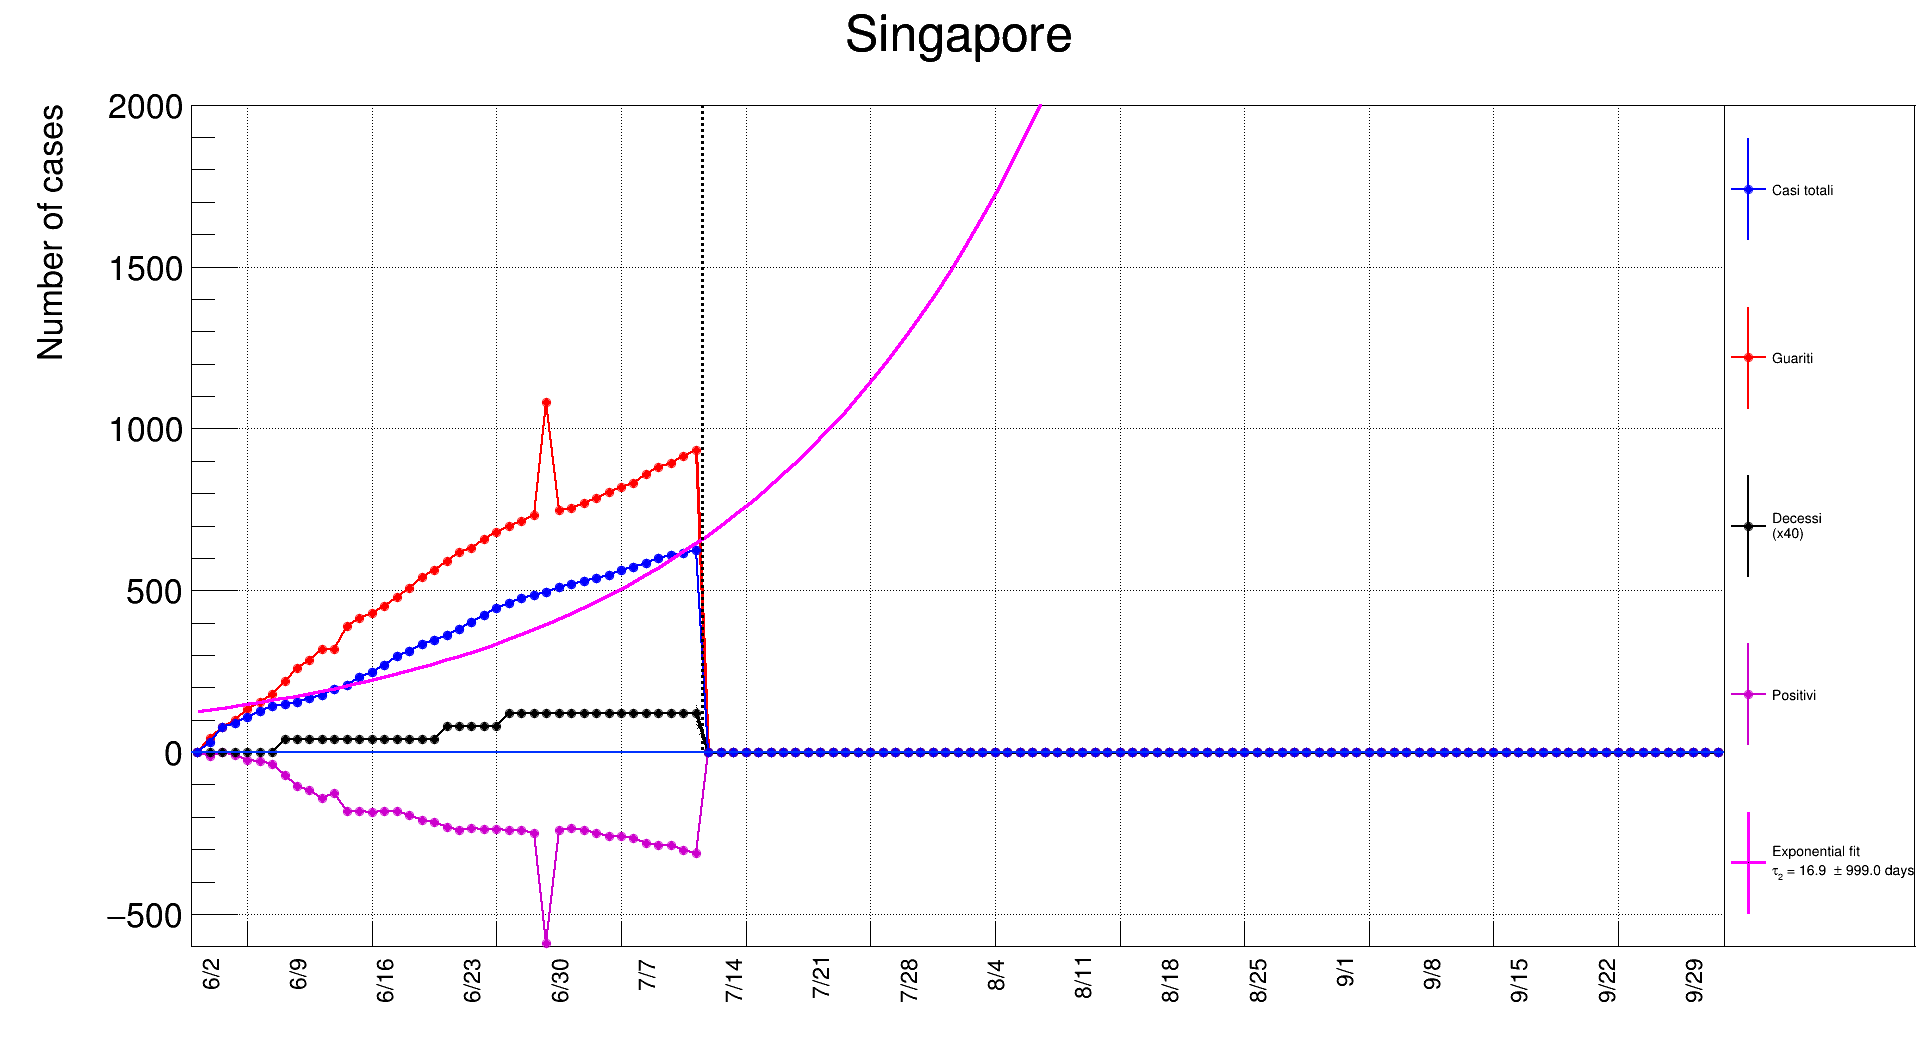 Singapore
Number of cases
2000
1500
1000
500
0
−500
6/2
6/9
6/16
6/23
6/30
7/7
7/14
7/21
7/28
8/4
8/11
8/18
8/25
9/1
9/8
9/15
9/22
9/29
Casi totali
Guariti
Decessi
(x40)
Positivi
Exponential fit
τ₂ = 16.9 ± 999.0 days